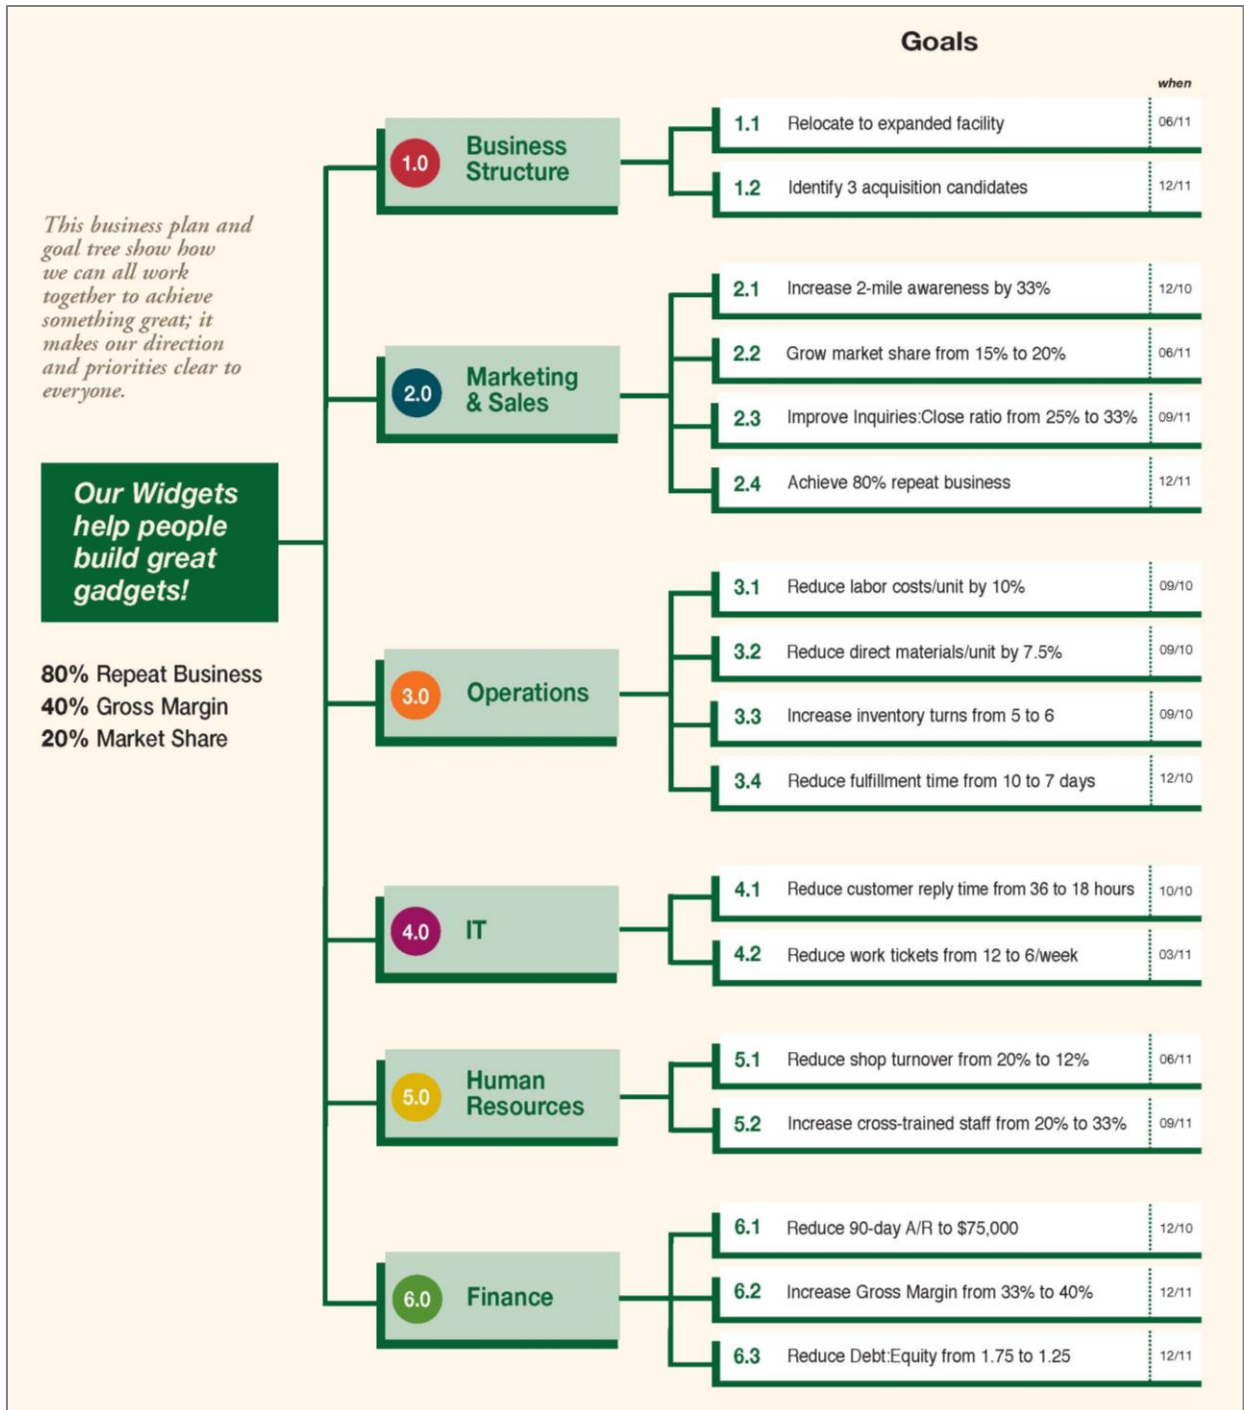 Goals
when
This business plan and
goal tree show how
we can all work
together to achieve
something great; it
makes our direction
and priorities clear to
everyone.
Our Widgets
help people
build great
gadgets!
80% Repeat Business
40% Gross Margin
20% Market Share
1.0 Business
Structure
1.1 Relocate to expanded facility 06/11
1.2 Identify 3 acquisition candidates 12/11
2.0 Marketing
& Sales
2.1 Increase 2-mile awareness by 33% 12/10
2.2 Grow market share from 15% to 20% 06/11
2.3 Improve Inquiries:Close ratio from 25% to 33% 09/11
2.4 Achieve 80% repeat business 12/11
3.0 Operations
3.1 Reduce labor costs/unit by 10% 09/10
3.2 Reduce direct materials/unit by 7.5% 09/10
3.3 Increase inventory turns from 5 to 6 09/10
3.4 Reduce fulfillment time from 10 to 7 days 12/10
4.0 IT
4.1 Reduce customer reply time from 36 to 18 hours 10/10
4.2 Reduce work tickets from 12 to 6/week 03/11
5.0 Human
Resources
5.1 Reduce shop turnover from 20% to 12% 06/11
5.2 Increase cross-trained staff from 20% to 33% 09/11
6.0 Finance
6.1 Reduce 90-day A/R to $75,000 12/10
6.2 Increase Gross Margin from 33% to 40% 12/11
6.3 Reduce Debt:Equity from 1.75 to 1.25 12/11